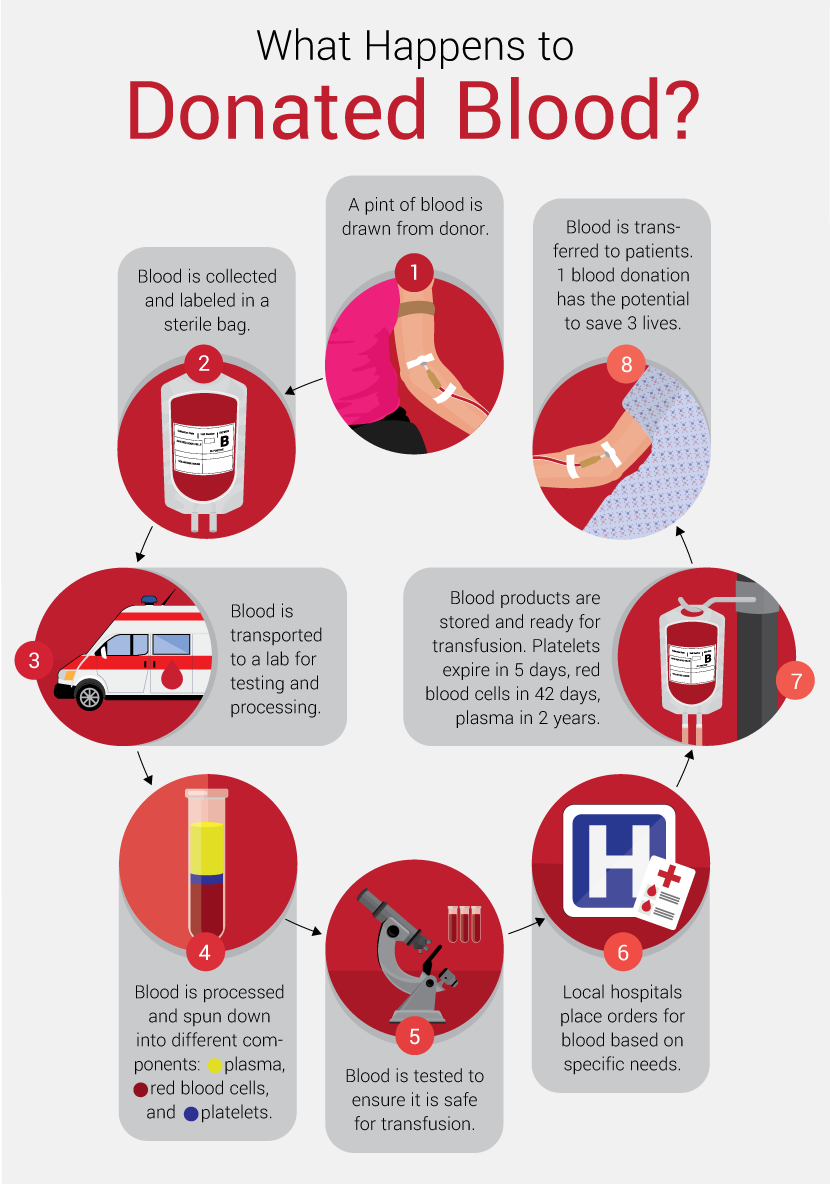 What Happens to
Donated Blood?
A pint of blood is
drawn from donor.
1
Blood is collected
and labeled in a
sterile bag.
2
B
3
Blood is
transported
to a lab for
testing and
processing.
4
Blood is processed
and spun down
into different com-
ponents: plasma,
red blood cells,
and platelets.
5
Blood is tested to
ensure it is safe
for transfusion.
H
6
Local hospitals
place orders for
blood based on
specific needs.
Blood products are
stored and ready for
transfusion. Platelets
expire in 5 days, red
blood cells in 42 days,
plasma in 2 years.
B
7
Blood is trans-
ferred to patients.
1 blood donation
has the potential
to save 3 lives.
8